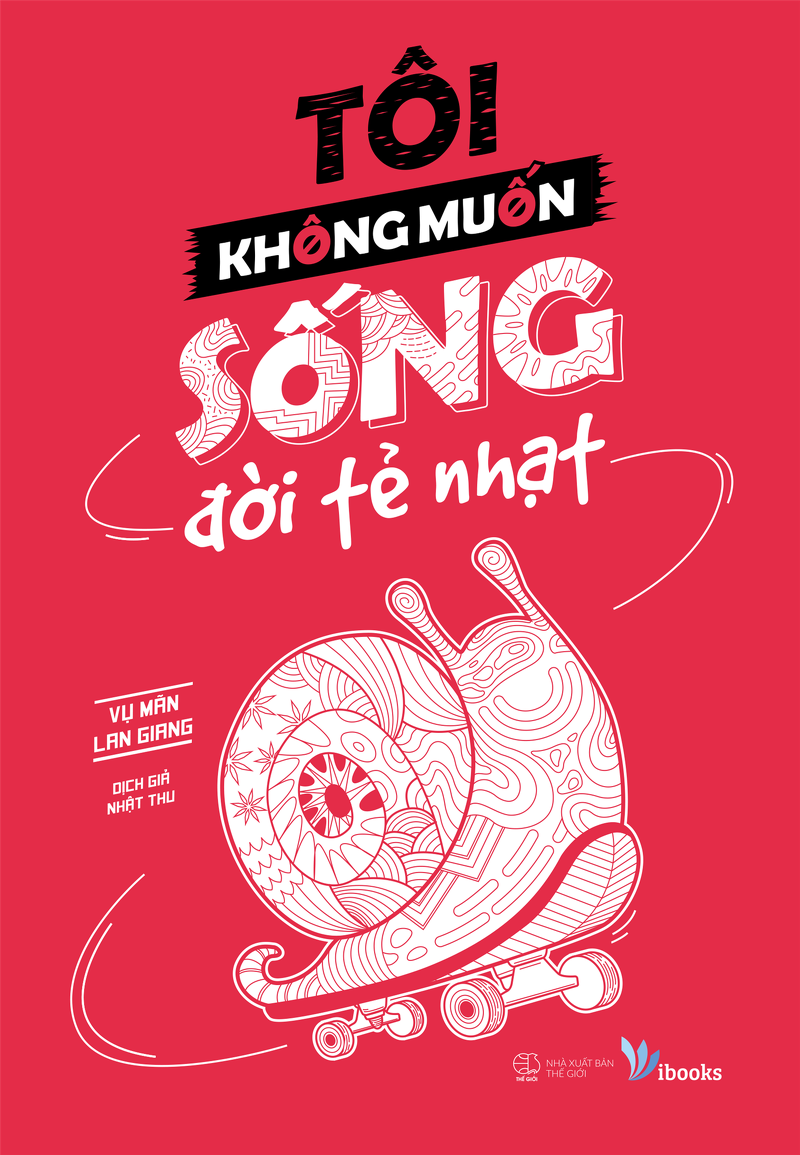 TÔI
KHÔNG MUỐN
SỐNG
đời tẻ nhạt
VỤ MÃN
LAN GIANG
DỊCH GIẢ
NHẬT THU
THẾ GIỚI
NHÀ XUẤT BẢN
THẾ GIỚI
ibooks